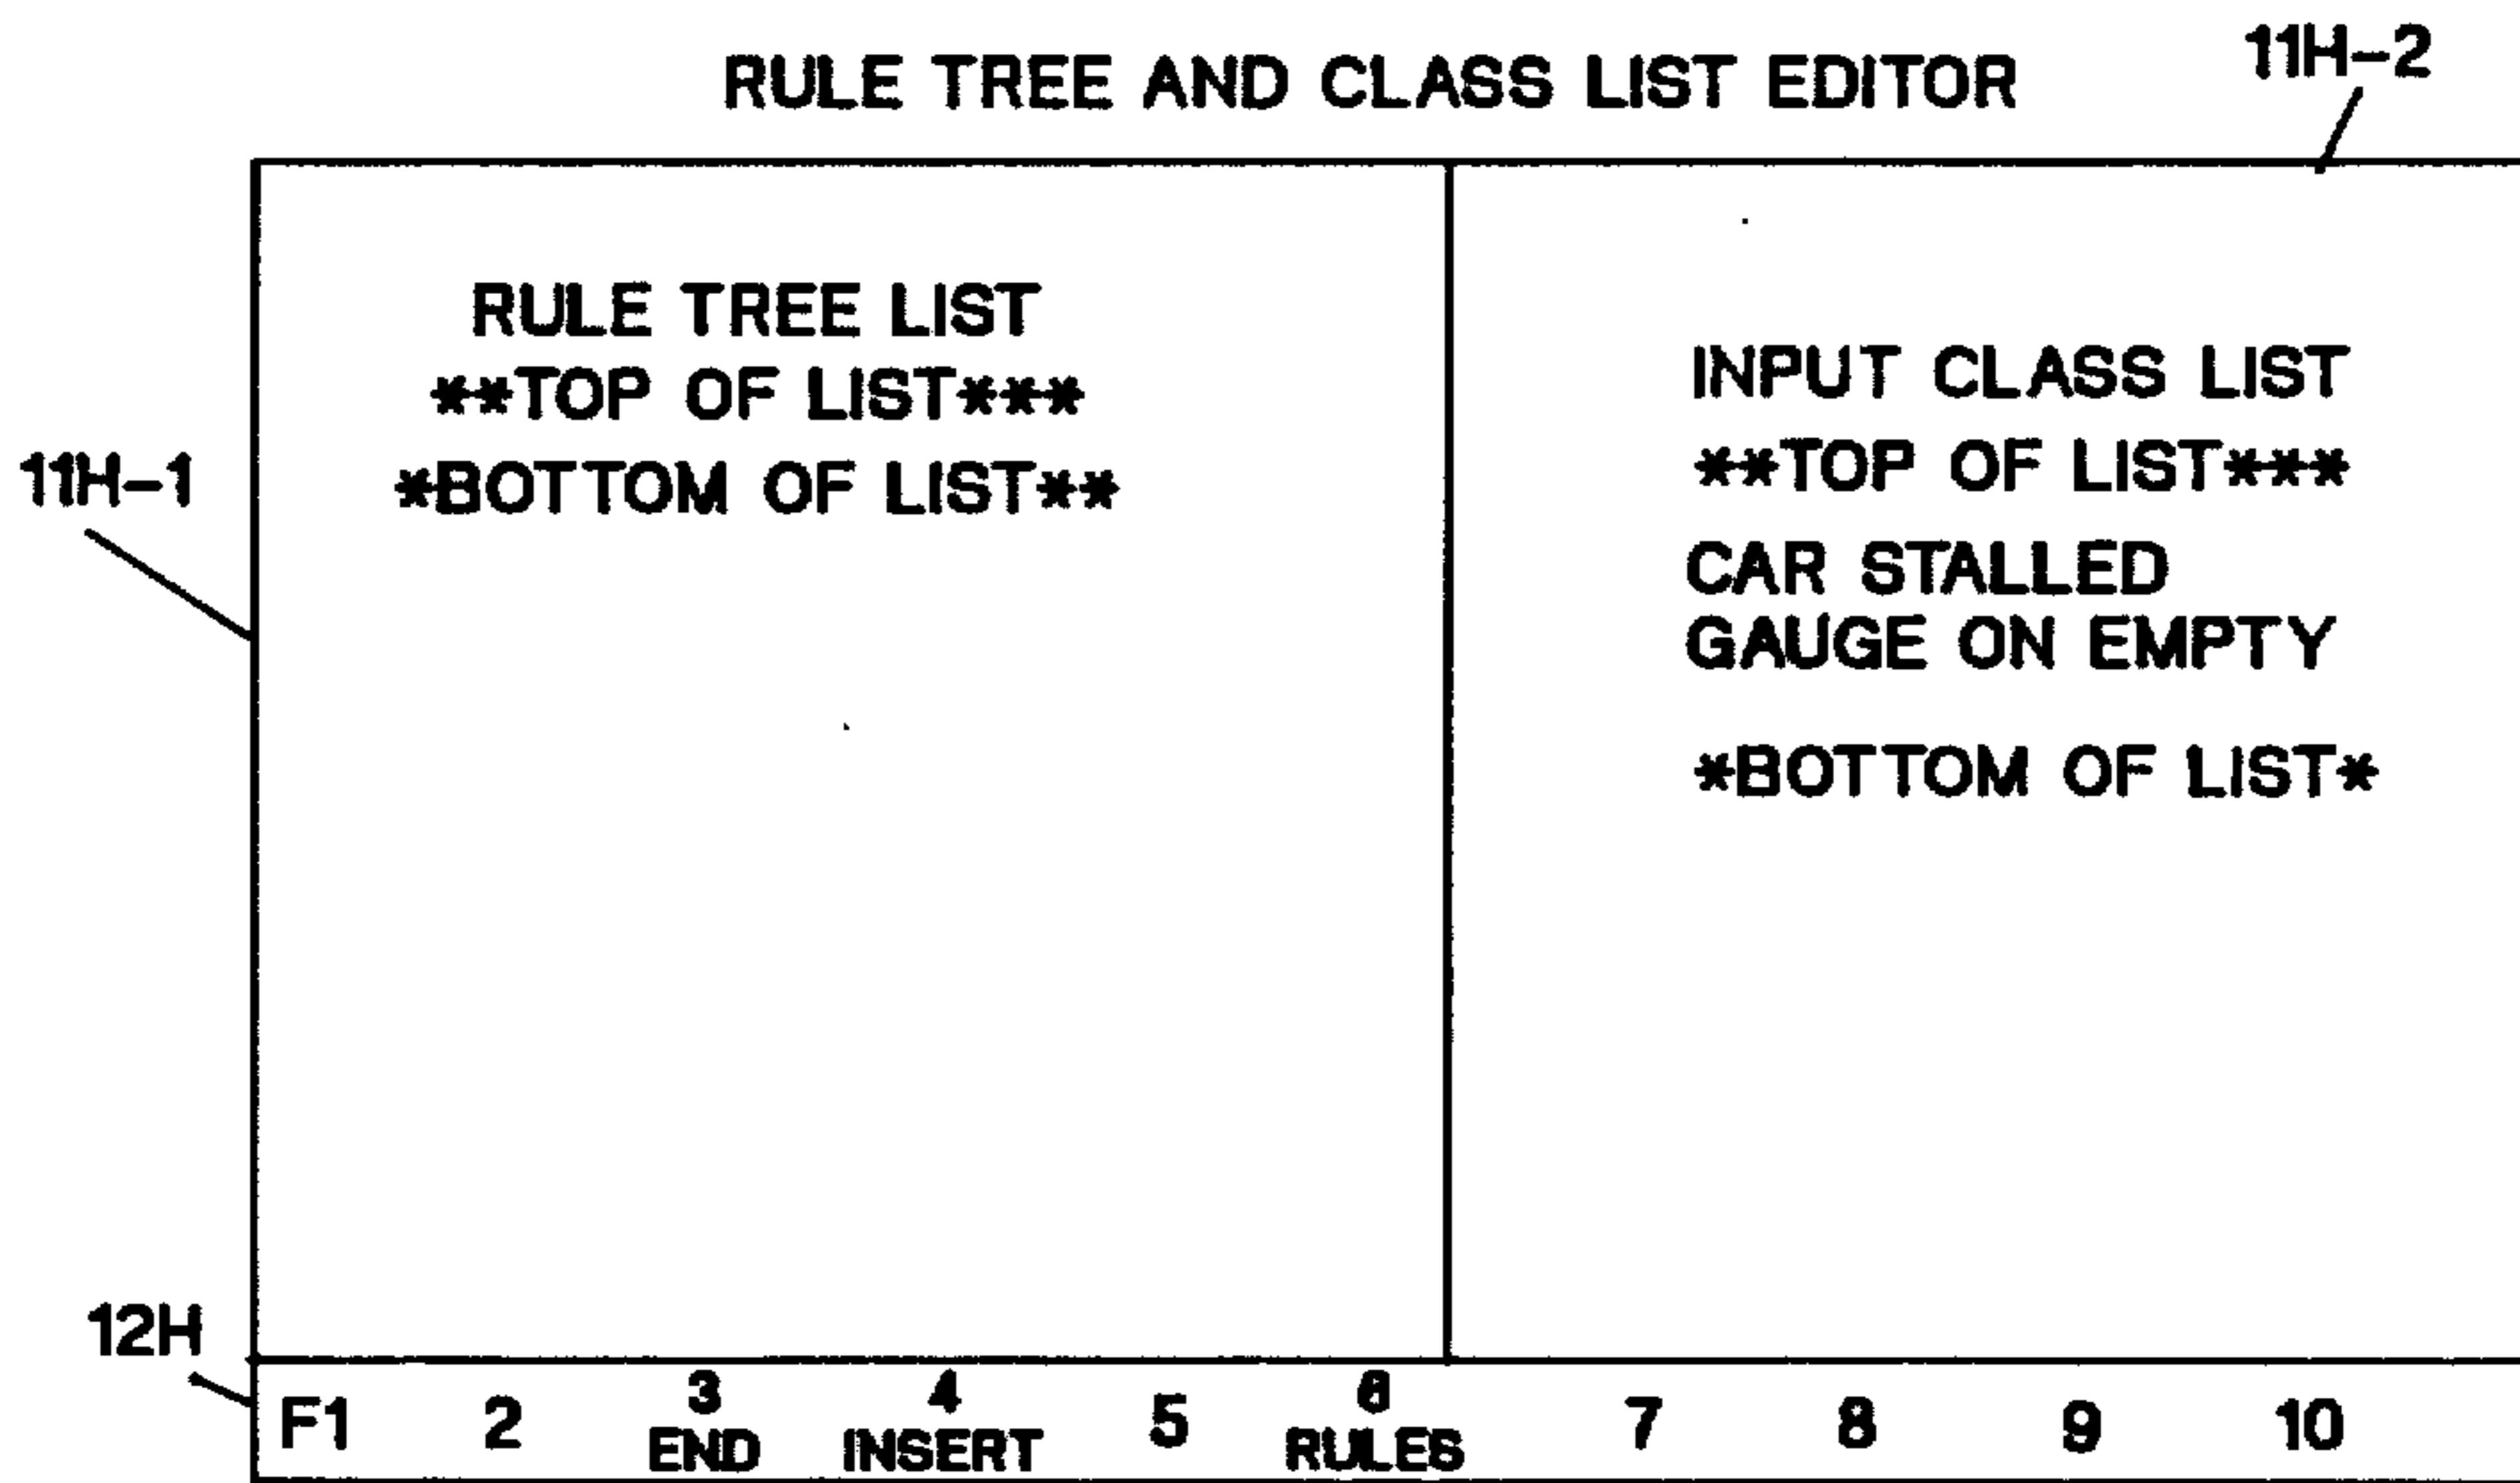 11H-2
RULE TREE AND CLASS LIST EDITOR
RULE TREE LIST
**TOP OF LIST***
*BOTTOM OF LIST**
11H-1
INPUT CLASS LIST
**TOP OF LIST***
CAR STALLED
GAUGE ON EMPTY
*BOTTOM OF LIST*
12H
F1 2 3 4 5 6 7 8 9 10
END INSERT RULES